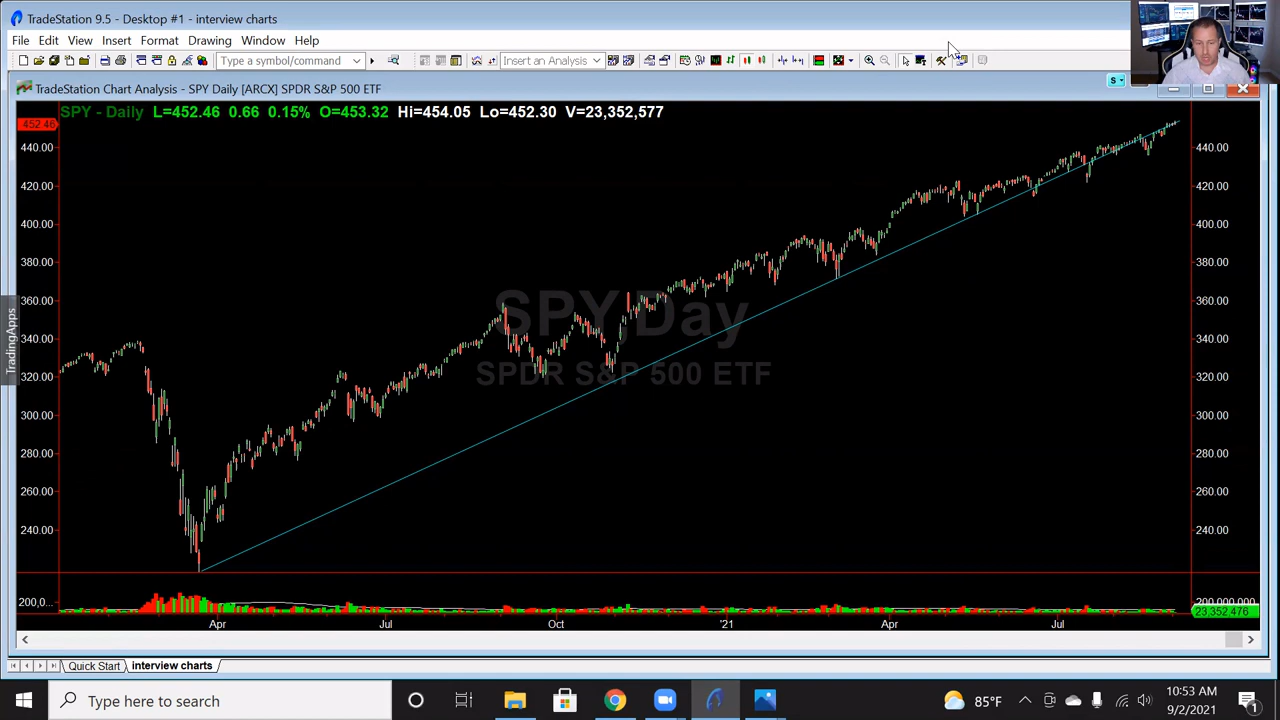 TradeStation 9.5 - Desktop #1 - interview charts
File Edit View Insert Format Drawing Window Help
Type a symbol/command
Insert an Analysis
S
TradeStation Chart Analysis - SPY Daily [ARCX] SPDR S&P 500 ETF
SPY - Daily L=452.46 0.66 0.15% O=453.32 Hi=454.05 Lo=452.30 V=23,352,577
452.46
440.00 440.00
420.00 420.00
400.00 400.00
380.00 380.00
360.00 360.00
340.00 340.00
320.00 320.00
300.00 300.00
280.00 280.00
260.00 260.00
240.00 240.00
SPY,Day
SPDR S&P 500 ETF
TradingApps
200.0... 200,000,000
23,352,476
Apr Jul Oct '21 Apr Jul
Quick Start interview charts
Type here to search
85°F
10:53 AM
9/2/2021
1